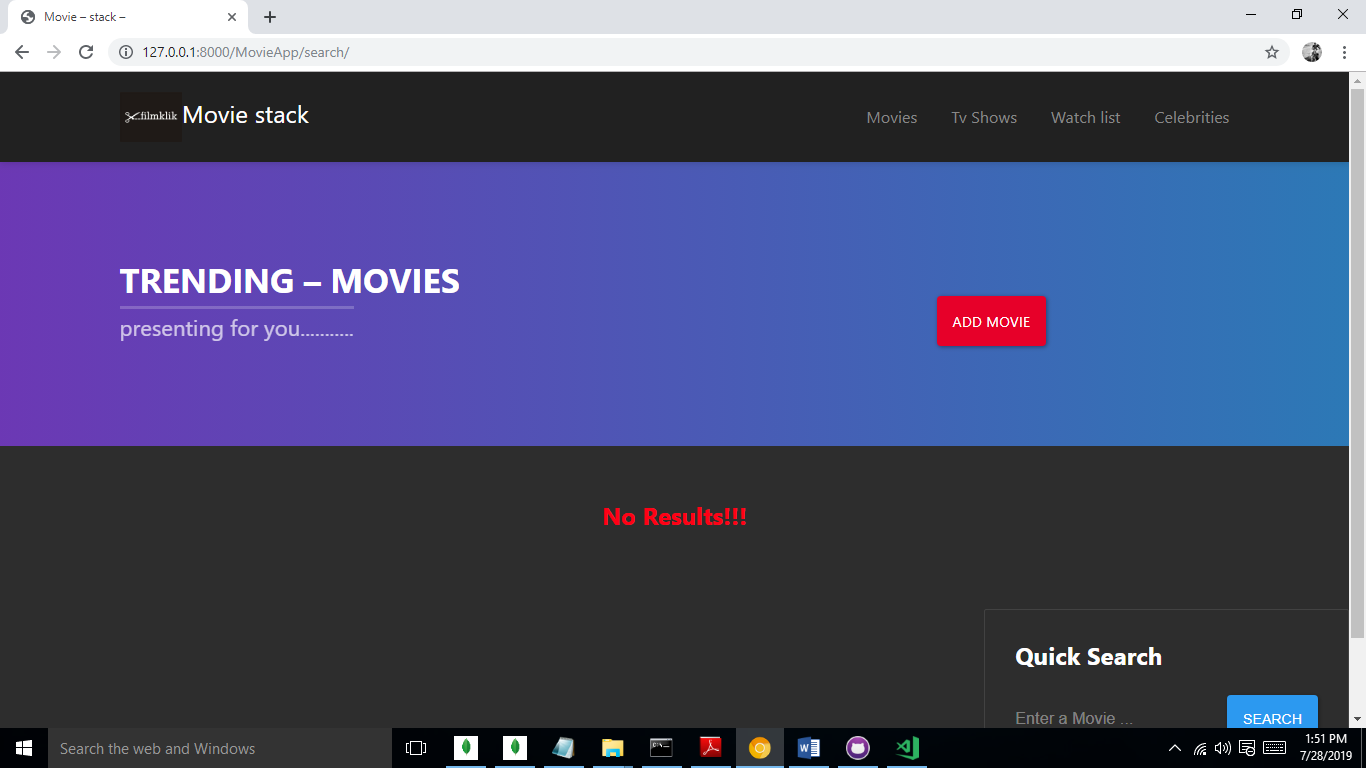 Movie – stack –
127.0.0.1:8000/MovieApp/search/
filmklik Movie stack
Movies Tv Shows Watch list Celebrities
TRENDING – MOVIES
presenting for you...........
ADD MOVIE
No Results!!!
Quick Search
Enter a Movie ... SEARCH
Search the web and Windows
1:51 PM
7/28/2019